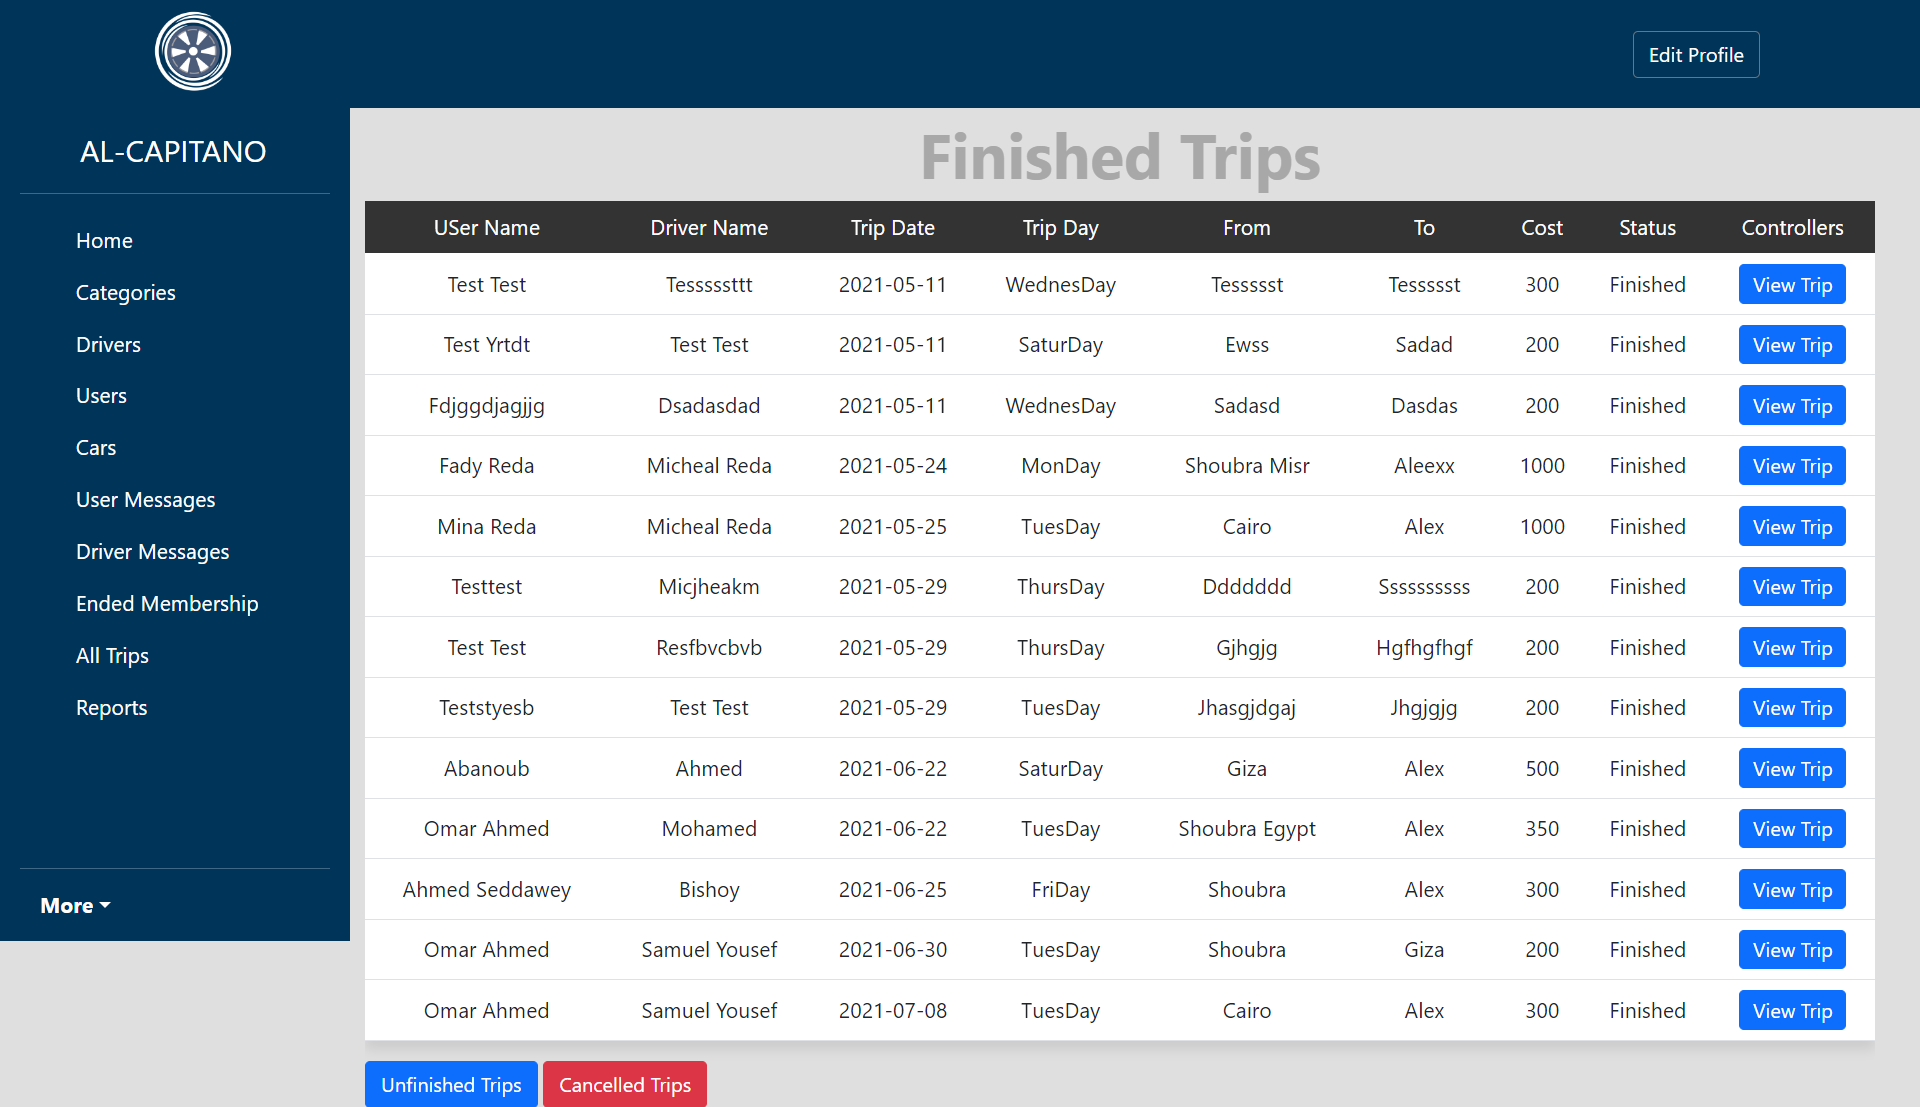 Edit Profile
AL-CAPITANO
Home
Categories
Drivers
Users
Cars
User Messages
Driver Messages
Ended Membership
All Trips
Reports
More
Finished Trips
USer Name Driver Name Trip Date Trip Day From To Cost Status Controllers
Test Test Tesssssttt 2021-05-11 WednesDay Tessssst Tessssst 300 Finished View Trip
Test Yrtdt Test Test 2021-05-11 SaturDay Ewss Sadad 200 Finished View Trip
Fdjggdjagjjg Dsadasdad 2021-05-11 WednesDay Sadasd Dasdas 200 Finished View Trip
Fady Reda Micheal Reda 2021-05-24 MonDay Shoubra Misr Aleexx 1000 Finished View Trip
Mina Reda Micheal Reda 2021-05-25 TuesDay Cairo Alex 1000 Finished View Trip
Testtest Micjheakm 2021-05-29 ThursDay Ddddddd Ssssssssss 200 Finished View Trip
Test Test Resfbvcbvb 2021-05-29 ThursDay Gjhgjg Hgfhgfhgf 200 Finished View Trip
Teststyesb Test Test 2021-05-29 TuesDay Jhasgjdgaj Jhgjgjg 200 Finished View Trip
Abanoub Ahmed 2021-06-22 SaturDay Giza Alex 500 Finished View Trip
Omar Ahmed Mohamed 2021-06-22 TuesDay Shoubra Egypt Alex 350 Finished View Trip
Ahmed Seddawey Bishoy 2021-06-25 FriDay Shoubra Alex 300 Finished View Trip
Omar Ahmed Samuel Yousef 2021-06-30 TuesDay Shoubra Giza 200 Finished View Trip
Omar Ahmed Samuel Yousef 2021-07-08 TuesDay Cairo Alex 300 Finished View Trip
Unfinished Trips Cancelled Trips